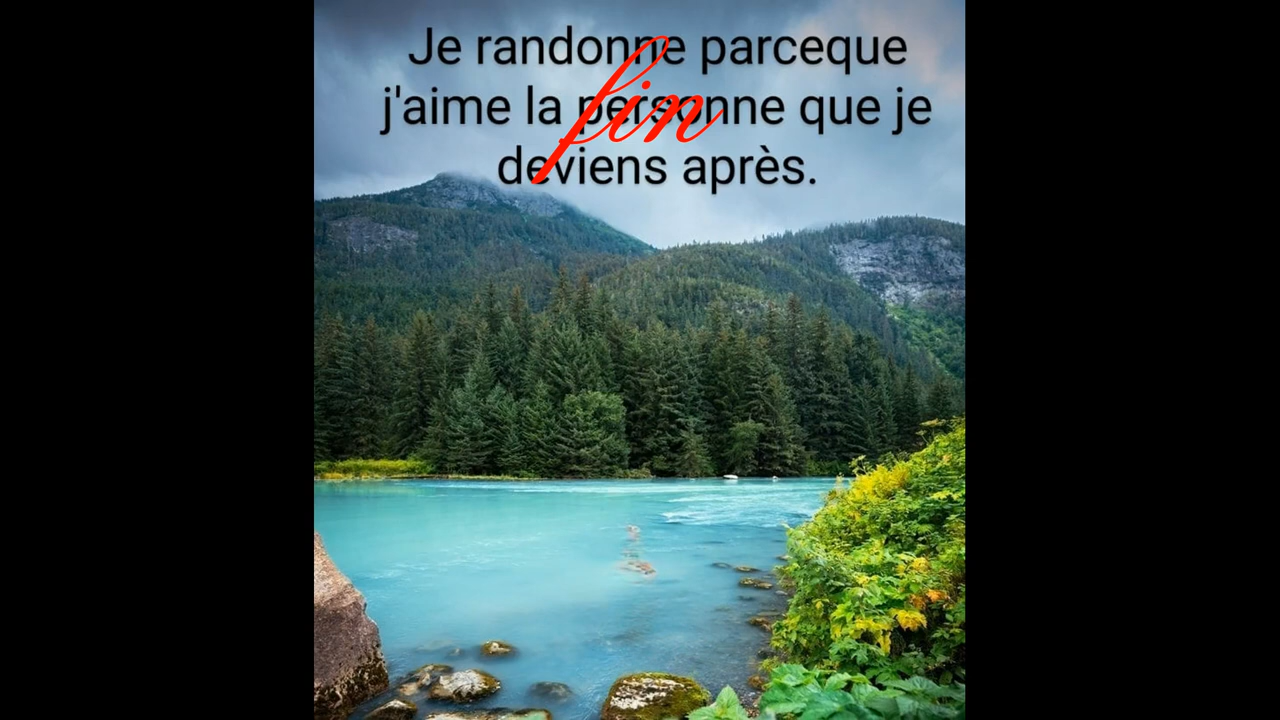 Je randonne parceque
j'aime la personne que je
deviens après.
fin